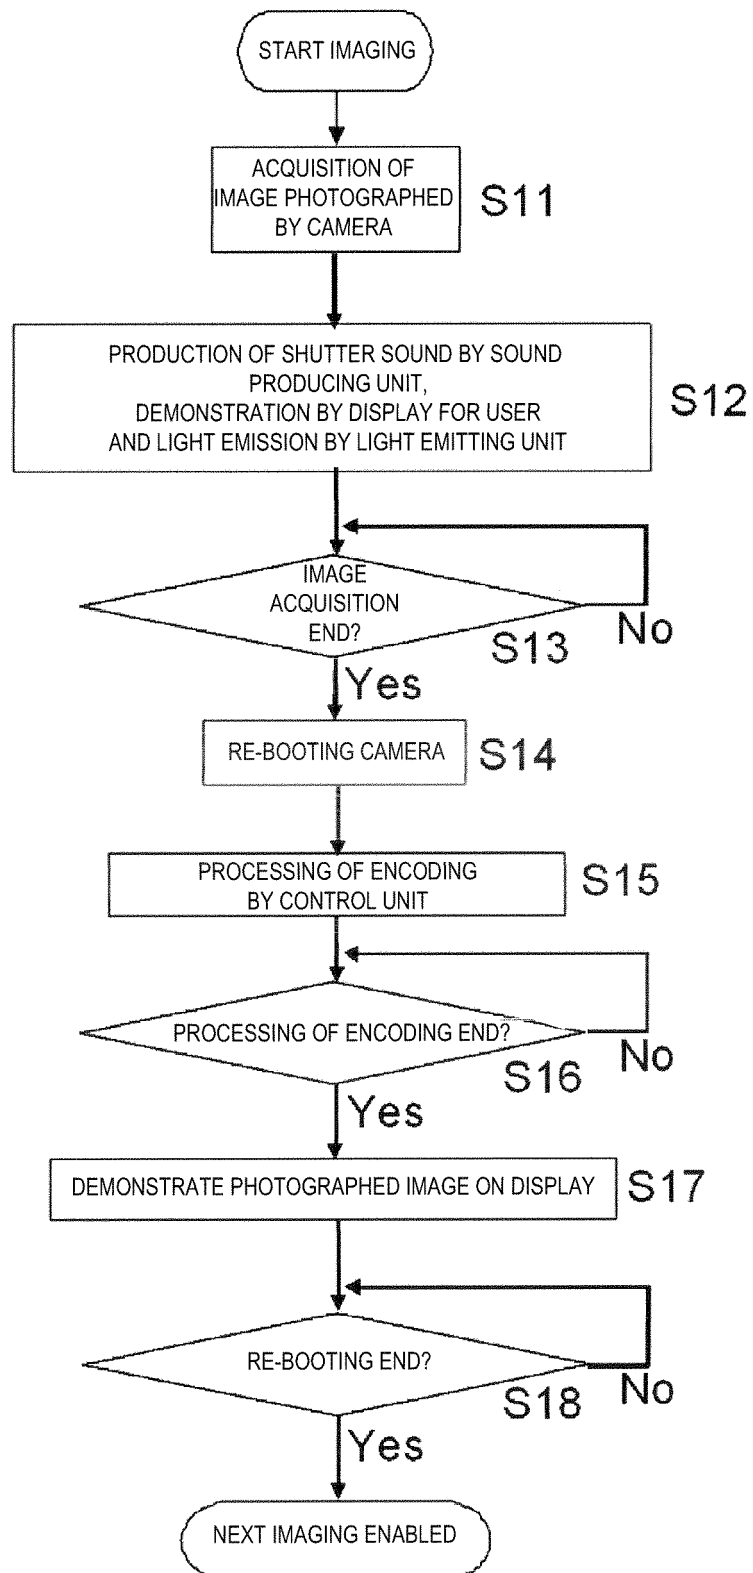 START IMAGING
ACQUISITION OF
IMAGE PHOTOGRAPHED
BY CAMERA
S11
PRODUCTION OF SHUTTER SOUND BY SOUND
PRODUCING UNIT,
DEMONSTRATION BY DISPLAY FOR USER
AND LIGHT EMISSION BY LIGHT EMITTING UNIT
S12
IMAGE
ACQUISITION
END?
S13
No
Yes
RE-BOOTING CAMERA
S14
PROCESSING OF ENCODING
BY CONTROL UNIT
S15
PROCESSING OF ENCODING END?
S16
No
Yes
DEMONSTRATE PHOTOGRAPHED IMAGE ON DISPLAY
S17
RE-BOOTING END?
S18
No
Yes
NEXT IMAGING ENABLED